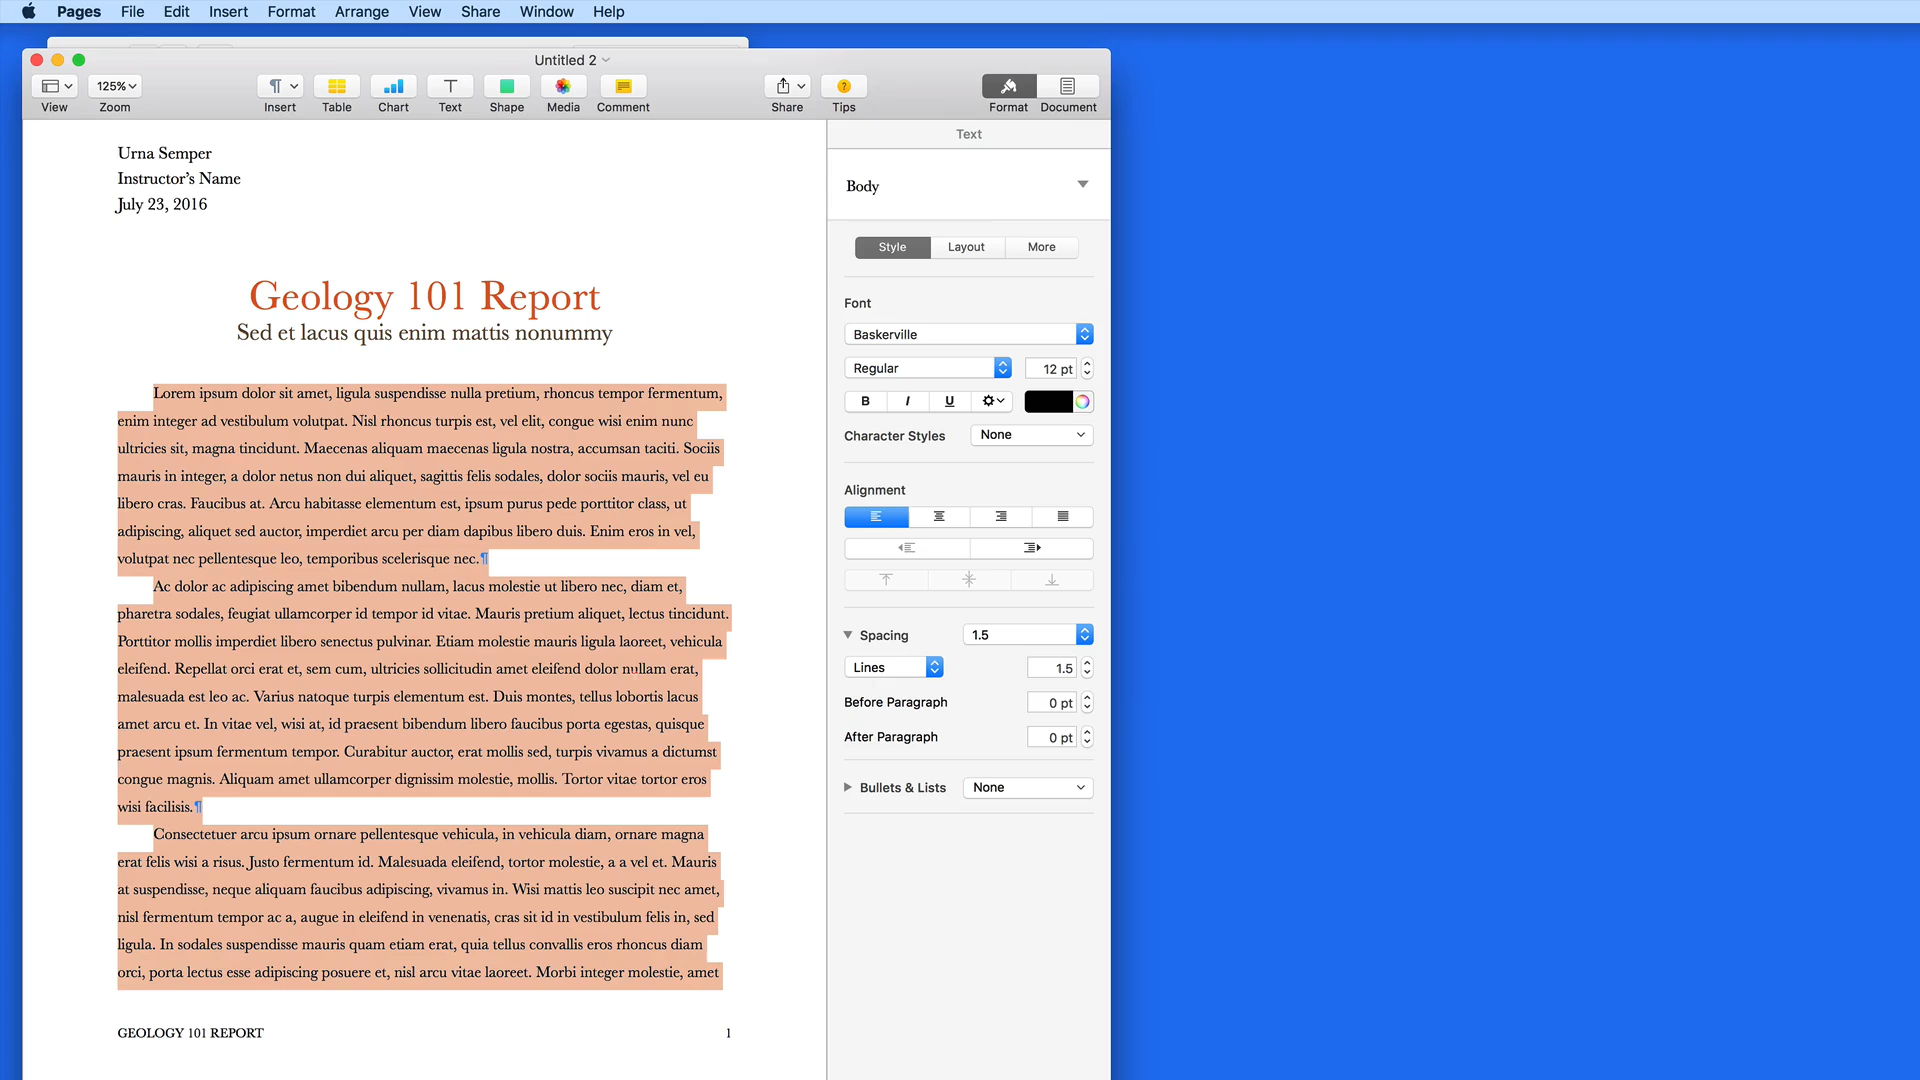 Pages File Edit Insert Format Arrange View Share Window Help
Untitled 2
125%
View Zoom Insert Table Chart Text Shape Media Comment Share Tips Format Document
Urna Semper
Instructor's Name
July 23, 2016
Geology 101 Report
Sed et lacus quis enim mattis nonummy
Lorem ipsum dolor sit amet, ligula suspendisse nulla pretium, rhoncus tempor fermentum,
enim integer ad vestibulum volutpat. Nisl rhoncus turpis est, vel elit, congue wisi enim nunc
ultricies sit, magna tincidunt. Maecenas aliquam maecenas ligula nostra, accumsan taciti. Sociis
mauris in integer, a dolor netus non dui aliquet, sagittis felis sodales, dolor sociis mauris, vel eu
libero cras. Faucibus at. Arcu habitasse elementum est, ipsum purus pede porttitor class, ut
adipiscing, aliquet sed auctor, imperdiet arcu per diam dapibus libero duis. Enim eros in vel,
volutpat nec pellentesque leo, temporibus scelerisque nec.¶
Ac dolor ac adipiscing amet bibendum nullam, lacus molestie ut libero nec, diam et,
pharetra sodales, feugiat ullamcorper id tempor id vitae. Mauris pretium aliquet, lectus tincidunt.
Porttitor mollis imperdiet libero senectus pulvinar. Etiam molestie mauris ligula laoreet, vehicula
eleifend. Repellat orci erat et, sem cum, ultricies sollicitudin amet eleifend dolor nullam erat,
malesuada est leo ac. Varius natoque turpis elementum est. Duis montes, tellus lobortis lacus
amet arcu et. In vitae vel, wisi at, id praesent bibendum libero faucibus porta egestas, quisque
praesent ipsum fermentum tempor. Curabitur auctor, erat mollis sed, turpis vivamus a dictumst
congue magnis. Aliquam amet ullamcorper dignissim molestie, mollis. Tortor vitae tortor eros
wisi facilisis.¶
Consectetuer arcu ipsum ornare pellentesque vehicula, in vehicula diam, ornare magna
erat felis wisi a risus. Justo fermentum id. Malesuada eleifend, tortor molestie, a a vel et. Mauris
at suspendisse, neque aliquam faucibus adipiscing, vivamus in. Wisi mattis leo suscipit nec amet,
nisl fermentum tempor ac a, augue in eleifend in venenatis, cras sit id in vestibulum felis in, sed
ligula. In sodales suspendisse mauris quam etiam erat, quia tellus convallis eros rhoncus diam
orci, porta lectus esse adipiscing posuere et, nisl arcu vitae laoreet. Morbi integer molestie, amet
GEOLOGY 101 REPORT 1
Text
Body
Style Layout More
Font
Baskerville
Regular 12 pt
B I U
Character Styles None
Alignment
Spacing 1.5
Lines 1.5
Before Paragraph 0 pt
After Paragraph 0 pt
Bullets & Lists None